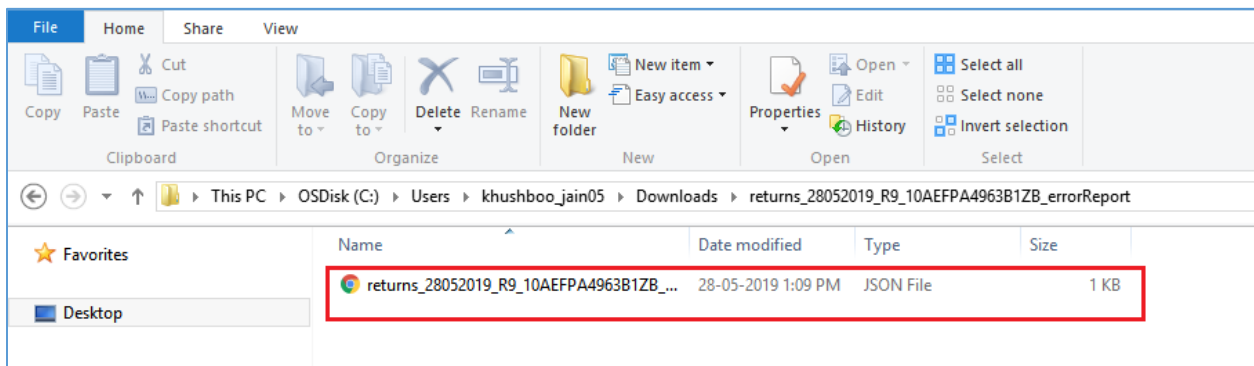 File Home Share View
Cut
Copy path
Paste shortcut
Copy Paste
Clipboard
Move to Copy to Delete Rename
Organize
New folder
New item
Easy access
New
Properties
Open
Edit
History
Open
Select all
Select none
Invert selection
Select
This PC OSDisk (C:) Users khushboo_jain05 Downloads returns_28052019_R9_10AEFPA4963B1ZB_errorReport
Favorites
Desktop
Name Date modified Type Size
returns_28052019_R9_10AEFPA4963B1ZB_... 28-05-2019 1:09 PM JSON File 1 KB